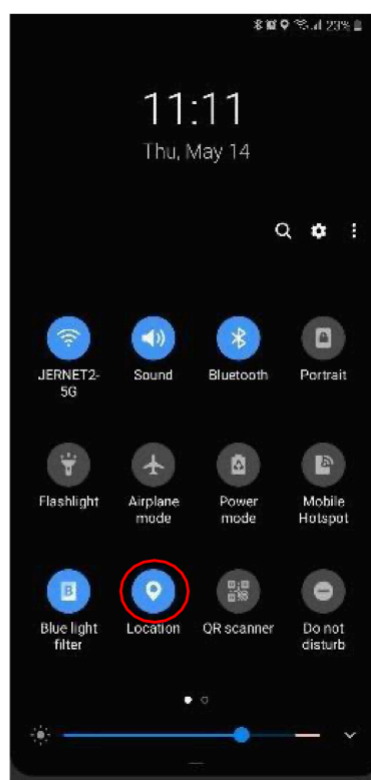 23%
11:11
Thu, May 14
JERNET2-
5G
Sound
Bluetooth
Portrait
Flashlight
Airplane
mode
Power
mode
Mobile
Hotspot
B
Blue light
filter
Location
QR scanner
Do not
disturb